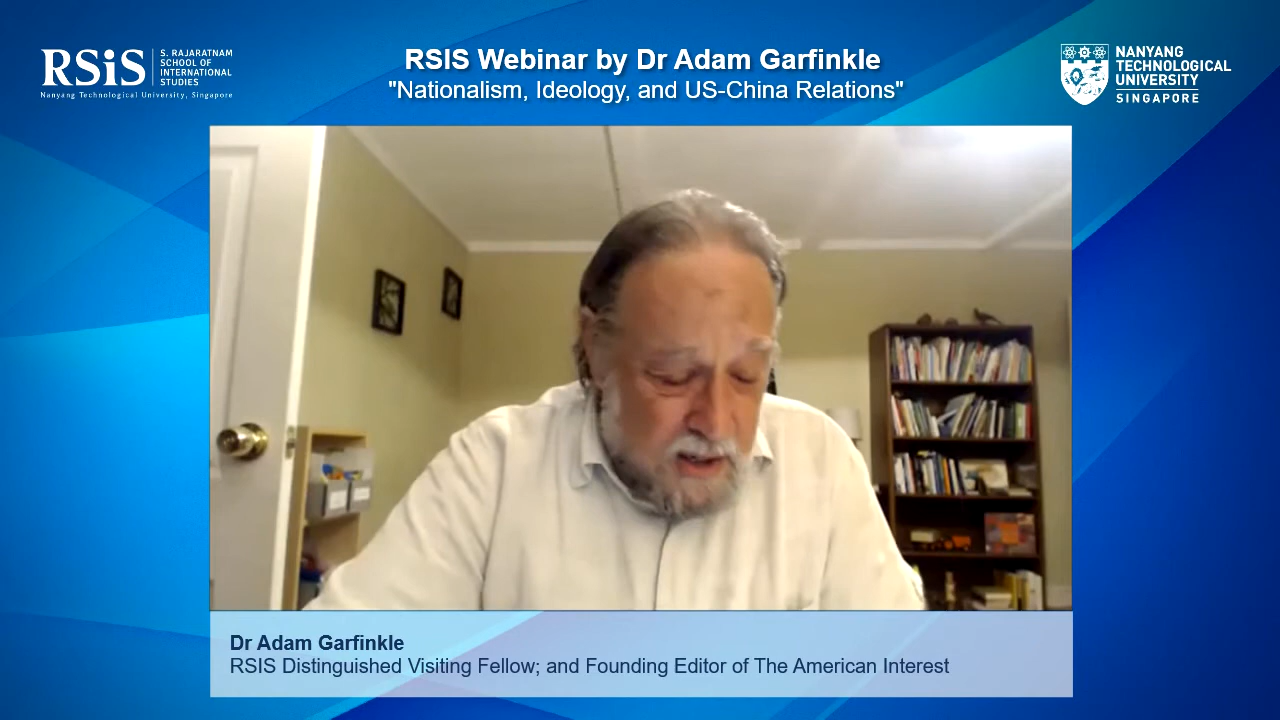 RSiS
S. RAJARATNAM
SCHOOL OF
INTERNATIONAL
STUDIES
Nanyang Technological University, Singapore
RSIS Webinar by Dr Adam Garfinkle
"Nationalism, Ideology, and US-China Relations"
NANYANG
TECHNOLOGICAL
UNIVERSITY
SINGAPORE
Dr Adam Garfinkle
RSIS Distinguished Visiting Fellow; and Founding Editor of The American Interest